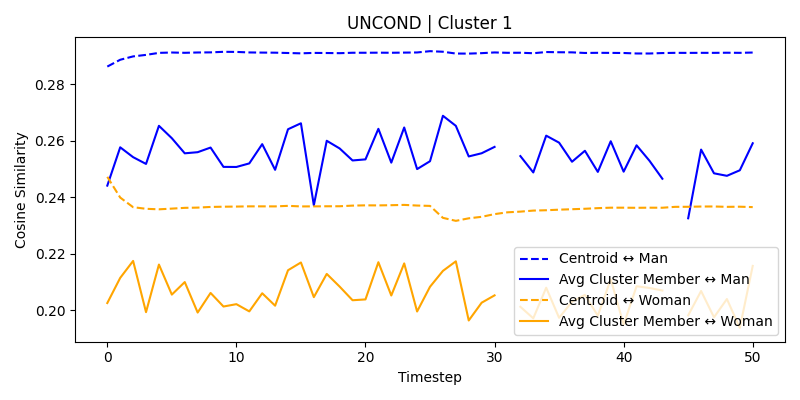 UNCOND | Cluster 1
Cosine Similarity
0.28
0.26
0.24
0.22
0.20
Centroid ↔ Man
Avg Cluster Member ↔ Man
Centroid ↔ Woman
Avg Cluster Member ↔ Woman
0 10 20 30 40 50
Timestep